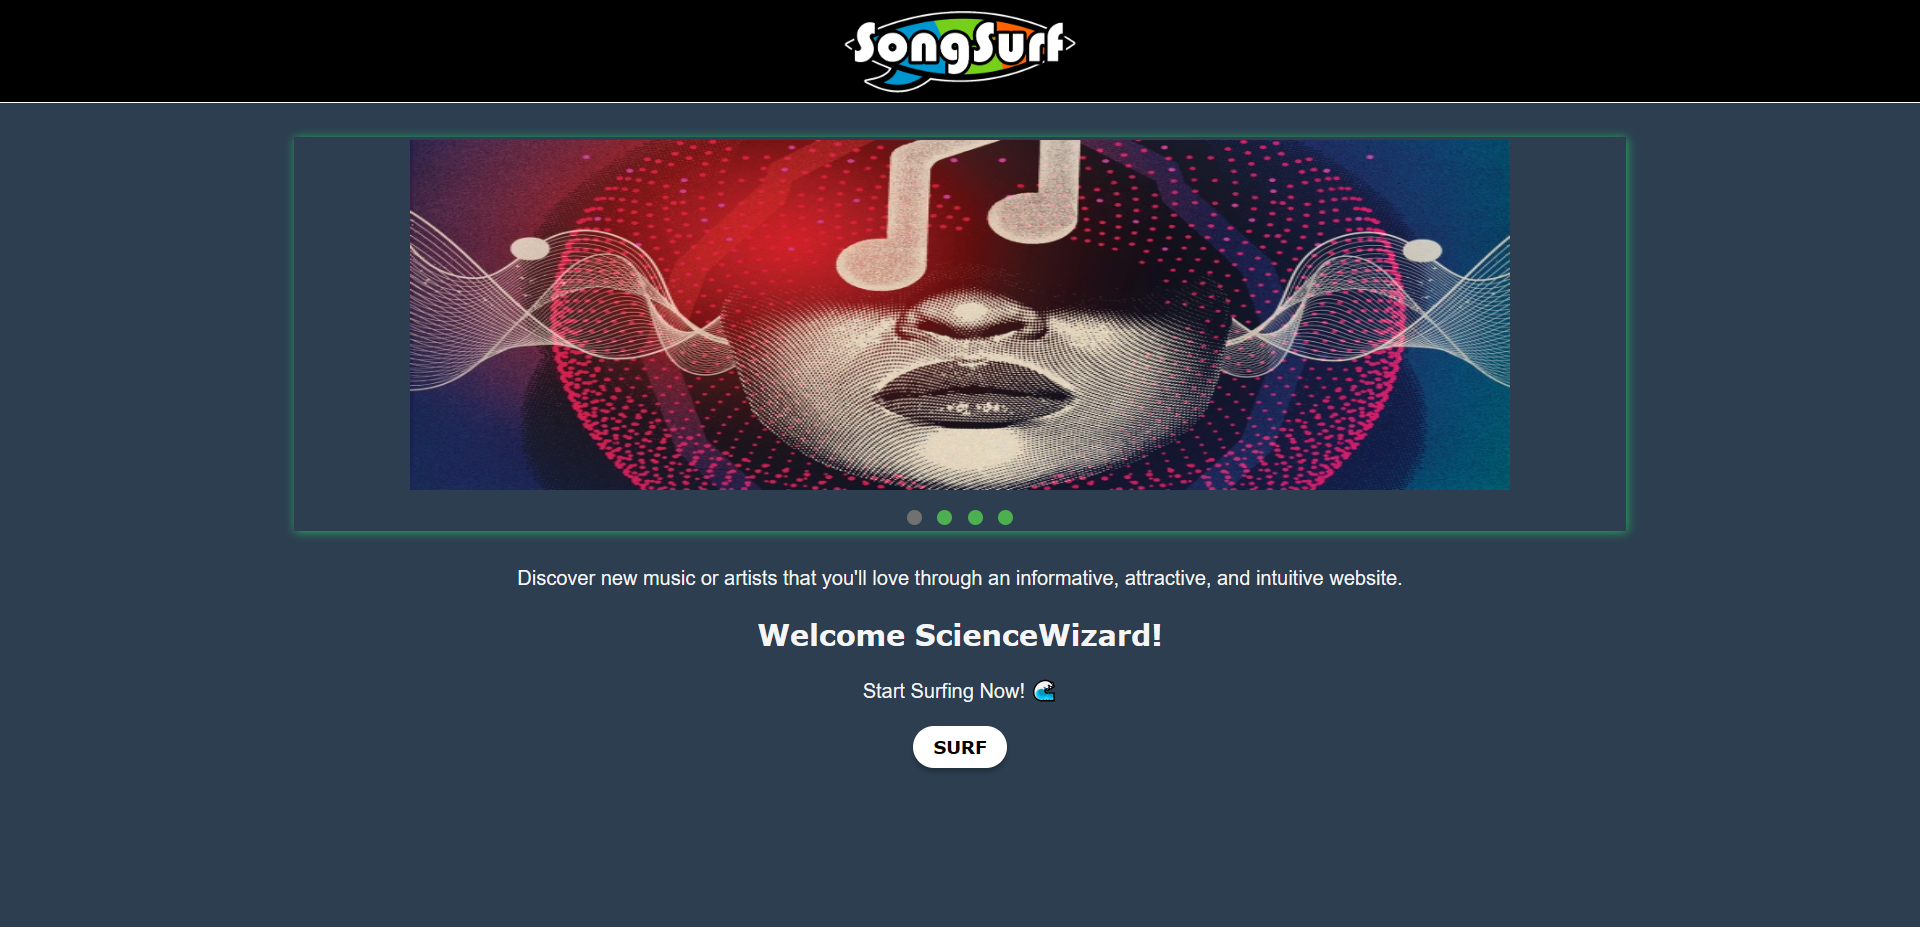 SongSurf
Discover new music or artists that you'll love through an informative, attractive, and intuitive website.
Welcome ScienceWizard!
Start Surfing Now! 🌊
SURF